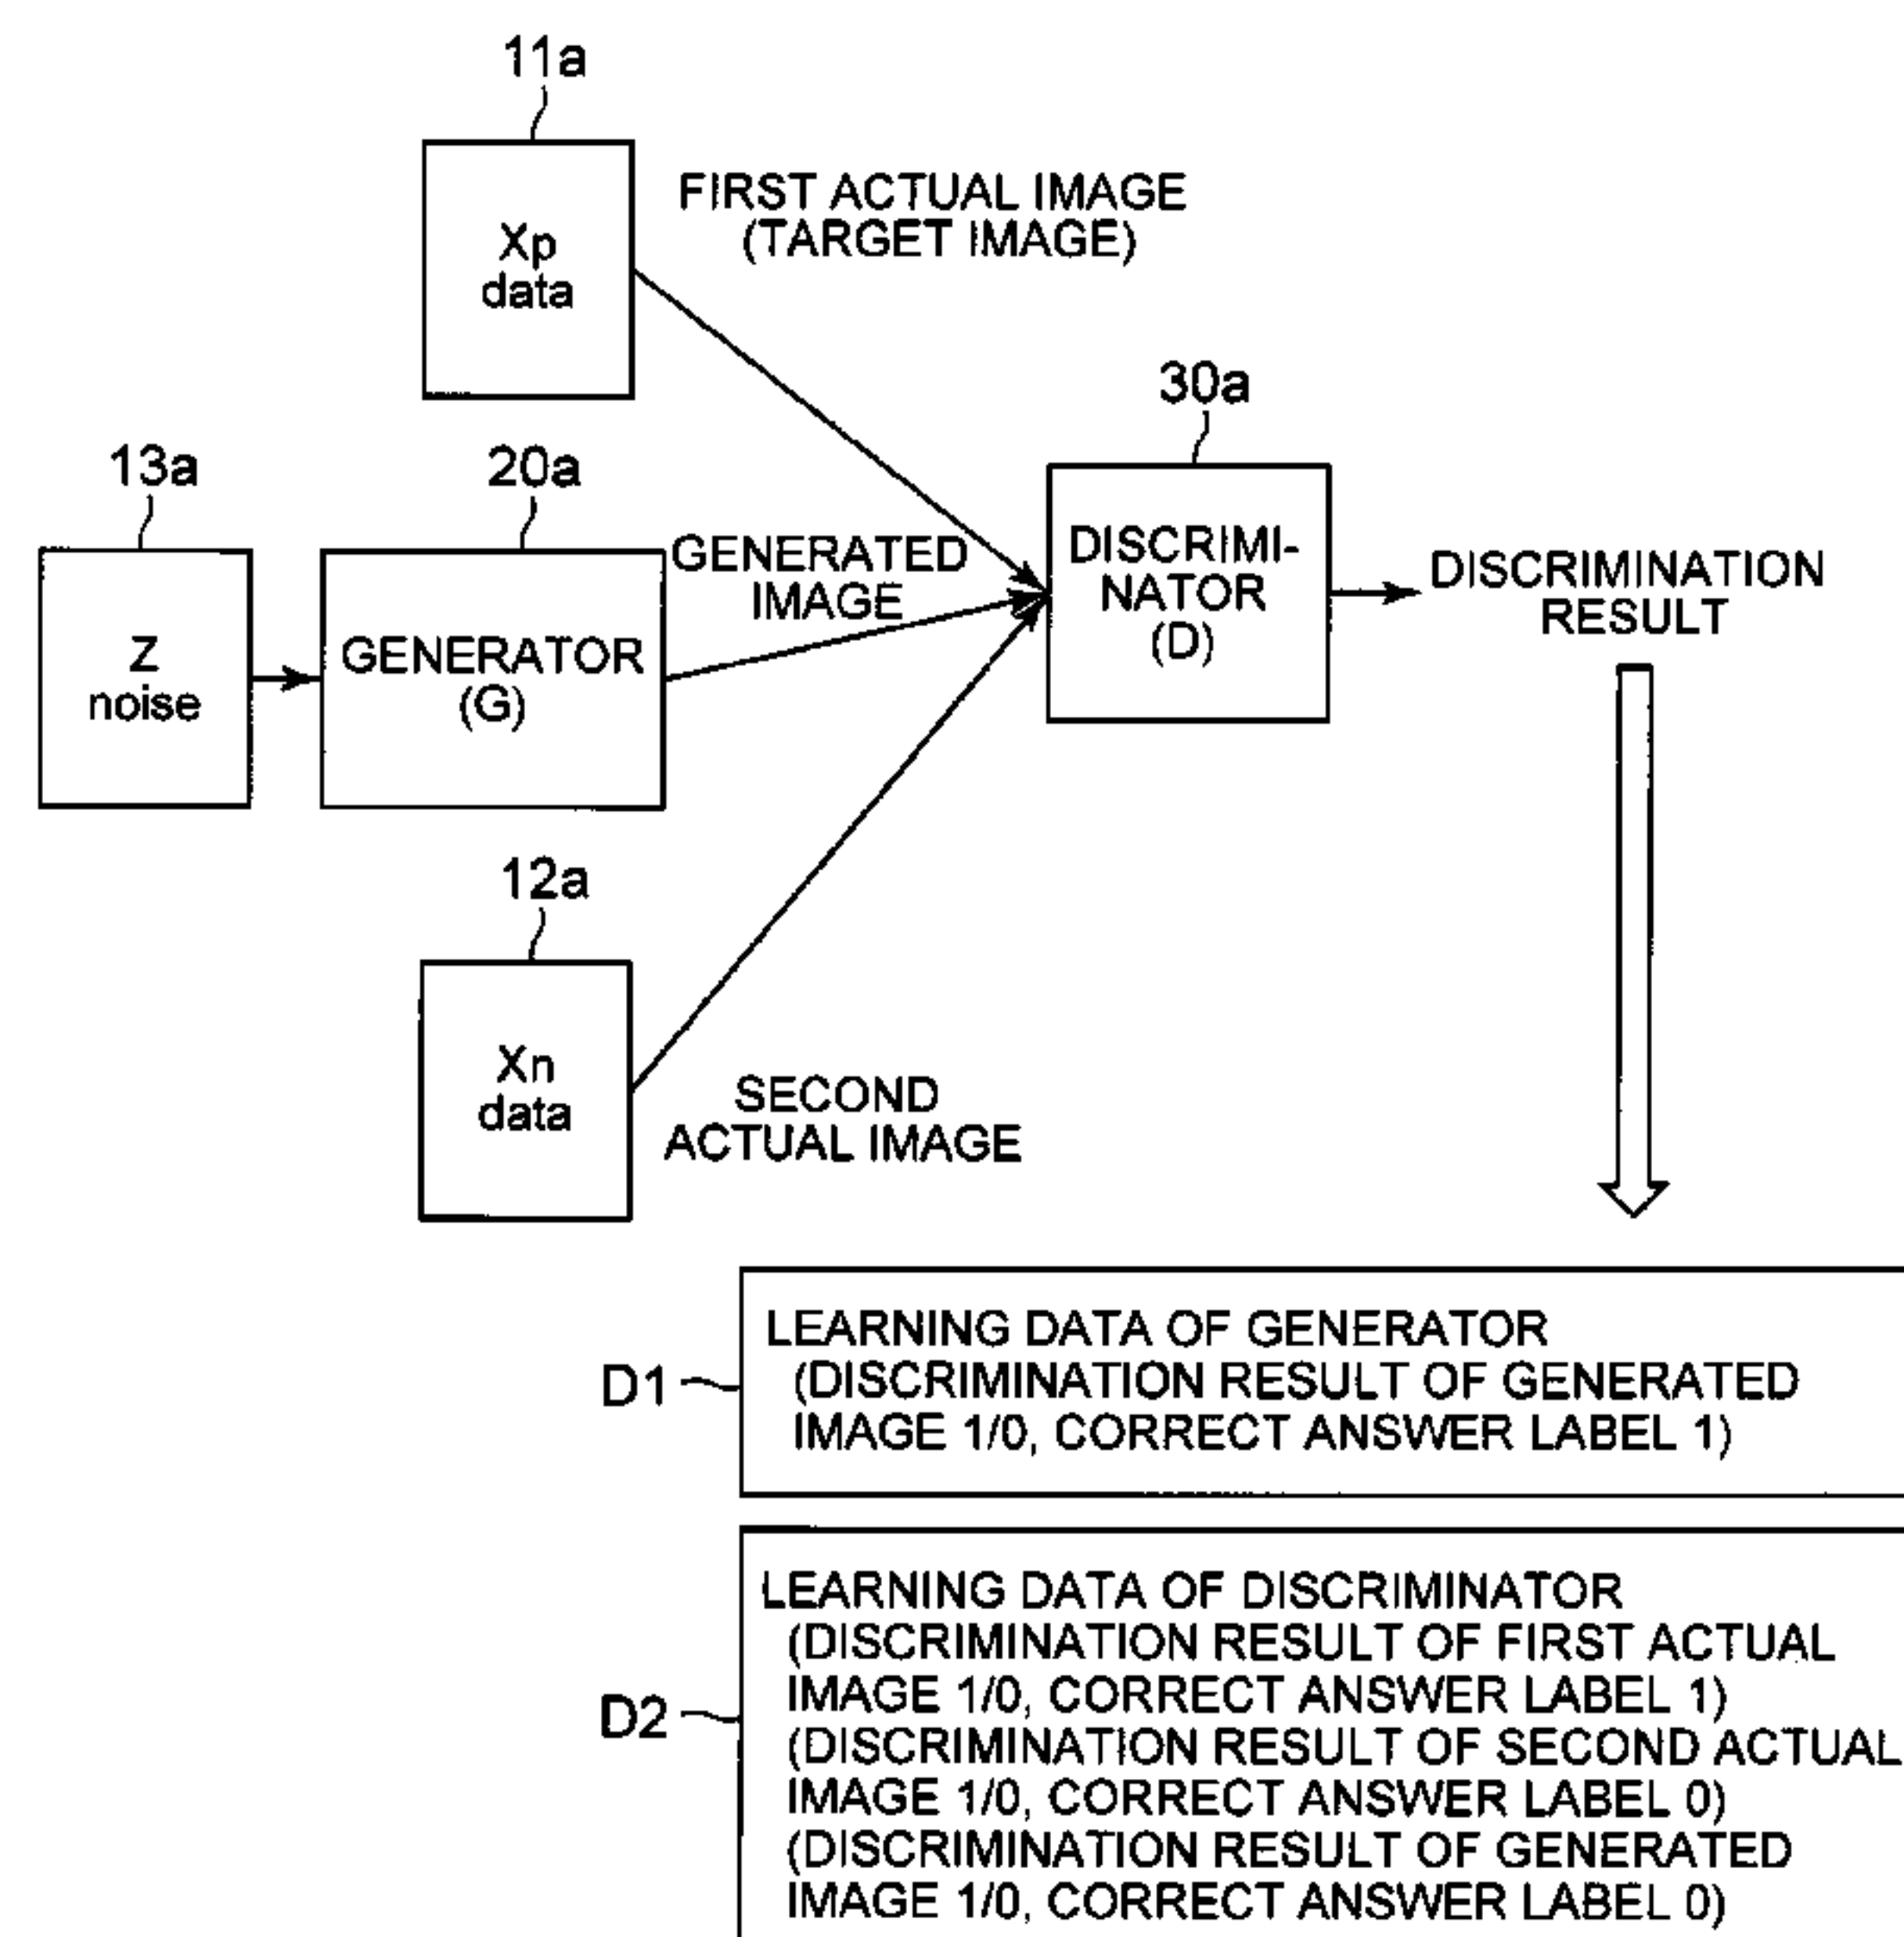 11a
Xp
data
FIRST ACTUAL IMAGE
(TARGET IMAGE)
30a
13a
20a
Z
noise
GENERATOR
(G)
GENERATED
IMAGE
DISCRIMI-
NATOR
(D)
DISCRIMINATION
RESULT
12a
Xn
data
SECOND
ACTUAL IMAGE
D1
LEARNING DATA OF GENERATOR
(DISCRIMINATION RESULT OF GENERATED
IMAGE 1/0, CORRECT ANSWER LABEL 1)
D2
LEARNING DATA OF DISCRIMINATOR
(DISCRIMINATION RESULT OF FIRST ACTUAL
IMAGE 1/0, CORRECT ANSWER LABEL 1)
(DISCRIMINATION RESULT OF SECOND ACTUAL
IMAGE 1/0, CORRECT ANSWER LABEL 0)
(DISCRIMINATION RESULT OF GENERATED
IMAGE 1/0, CORRECT ANSWER LABEL 0)